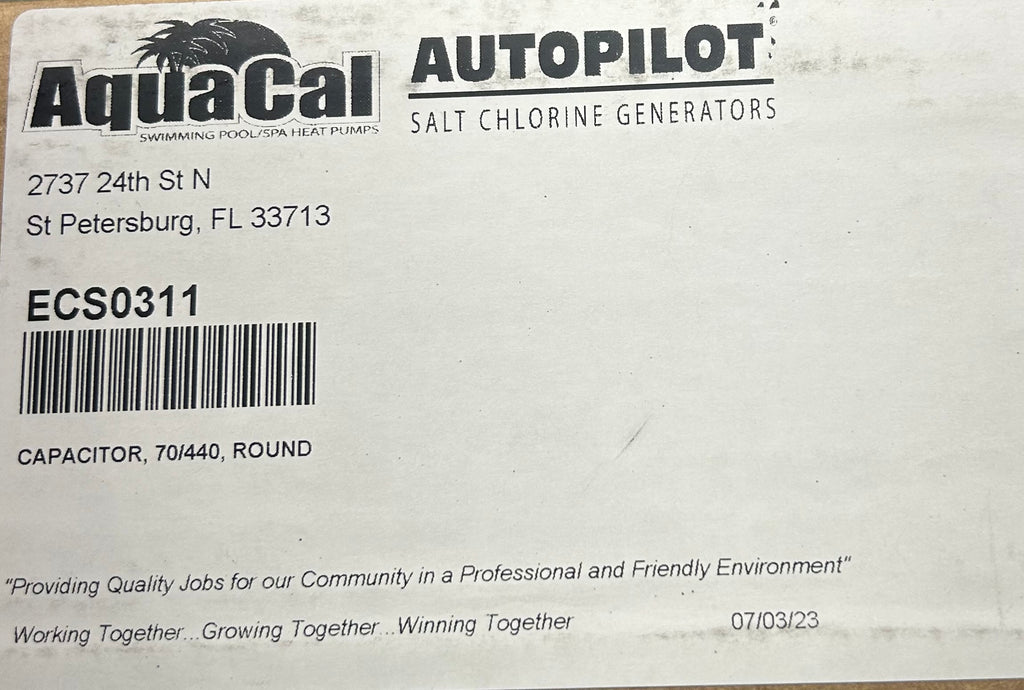 AquaCal
SWIMMING POOL/SPA HEAT PUMPS
AUTOPILOT
SALT CHLORINE GENERATORS
2737 24th St N
St Petersburg, FL 33713
ECS0311
CAPACITOR, 70/440, ROUND
"Providing Quality Jobs for our Community in a Professional and Friendly Environment"
Working Together...Growing Together...Winning Together 07/03/23